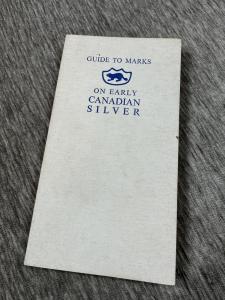 GUIDE TO MARKS
ON EARLY
CANADIAN
SILVER